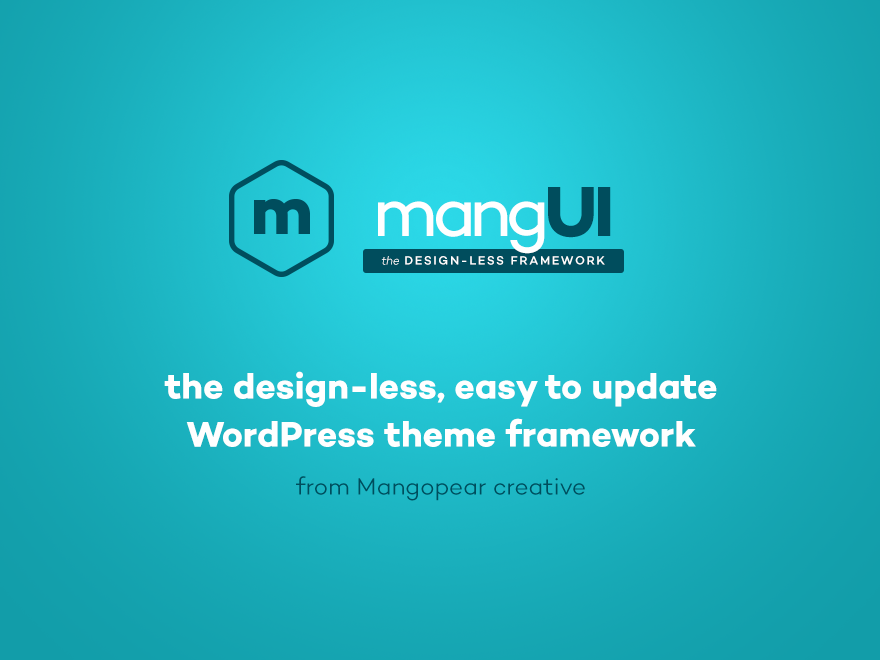 m
mangUI
the DESIGN-LESS FRAMEWORK
the design-less, easy to update
WordPress theme framework
from Mangopear creative